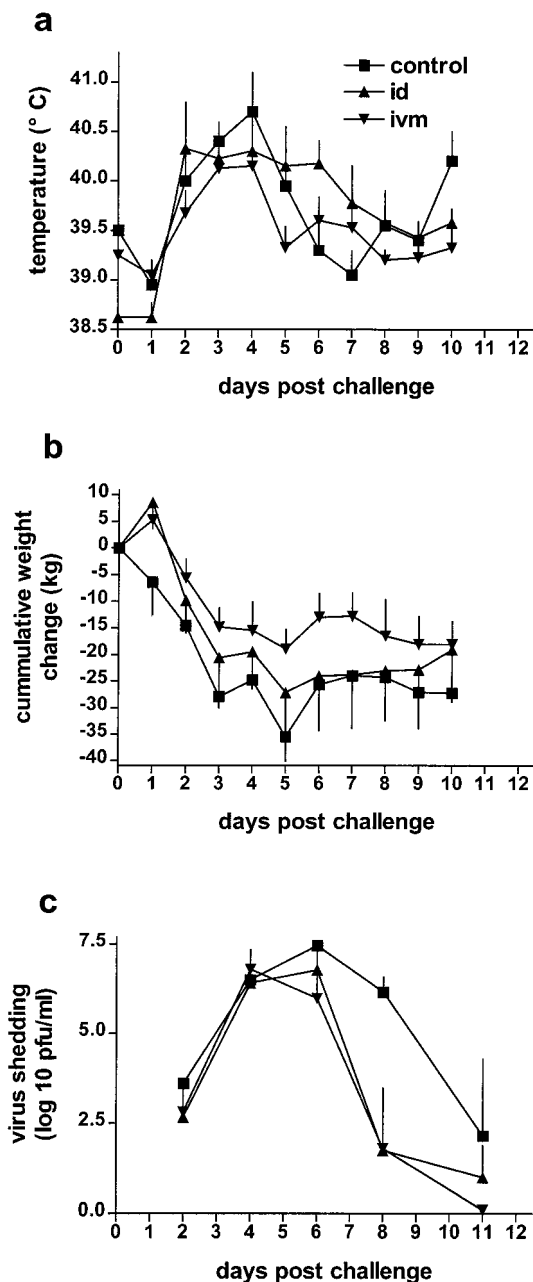 a
control
id
ivm
temperature (° C)
41.0
40.5
40.0
39.5
39.0
38.5
0 1 2 3 4 5 6 7 8 9 10 11 12
days post challenge
b
cummulative weight
change (kg)
10
5
0
-5
-10
-15
-20
-25
-30
-35
-40
0 1 2 3 4 5 6 7 8 9 10 11 12
days post challenge
c
virus shedding
(log 10 pfu/ml)
7.5
5.0
2.5
0.0
0 1 2 3 4 5 6 7 8 9 10 11 12
days post challenge